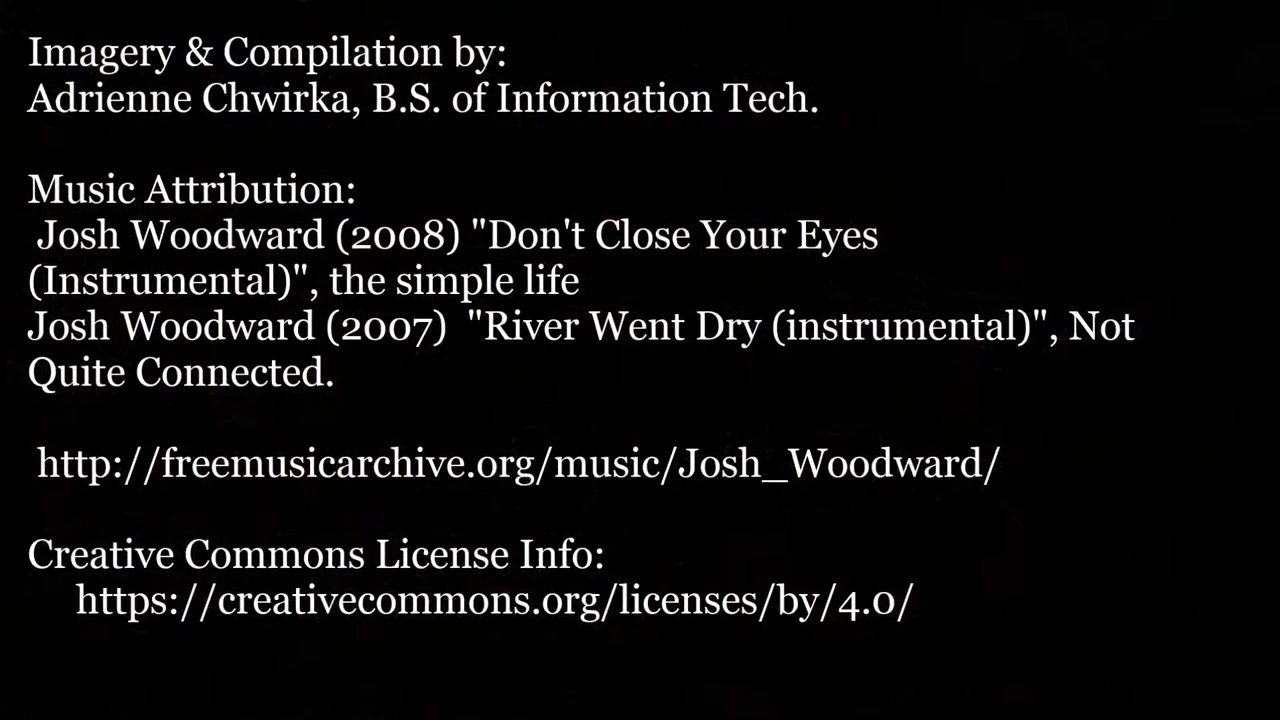 Imagery & Compilation by:
Adrienne Chwirka, B.S. of Information Tech.
Music Attribution:
Josh Woodward (2008) "Don't Close Your Eyes
(Instrumental)", the simple life
Josh Woodward (2007)  "River Went Dry (instrumental)", Not
Quite Connected.
http://freemusicarchive.org/music/Josh_Woodward/
Creative Commons License Info:
https://creativecommons.org/licenses/by/4.0/